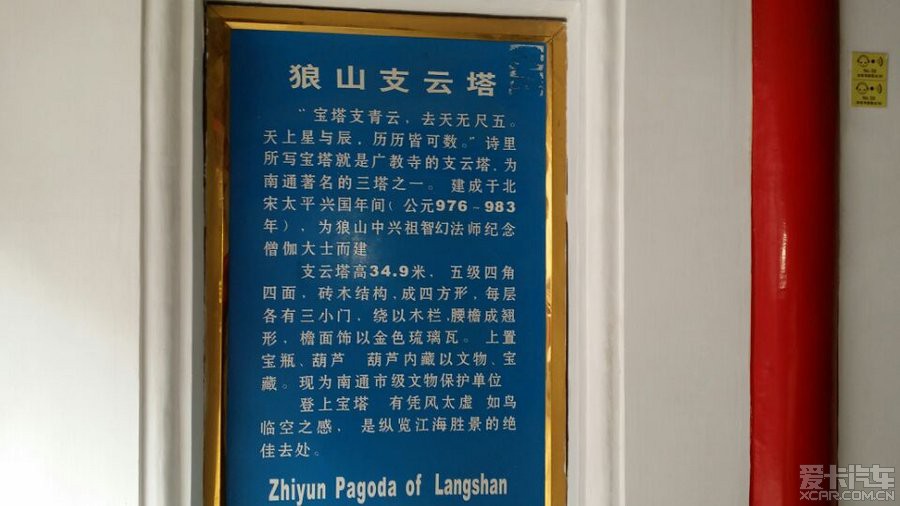 狼山支云塔
“宝塔支青云，去天无尺五。
天上星与辰，历历皆可数。”诗里
所写宝塔就是广教寺的支云塔，为
南通著名的三塔之一。 建成于北
宋太平兴国年间（公元976~983
年），为狼山中兴祖智幻法师纪念
僧伽大士而建
支云塔高34.9米， 五级四角
四面，砖木结构，成四方形，每层
各有三小门，绕以木栏，腰檐成翘
形，檐面饰以金色琉璃瓦。上置
宝瓶、葫芦 葫芦内藏以文物、宝
藏。现为南通市级文物保护单位
登上宝塔 有凭风太虚 如鸟
临空之感， 是纵览江海胜景的绝
佳去处。
Zhiyun Pagoda of Langshan
爱卡汽车
XCAR.COM.CN